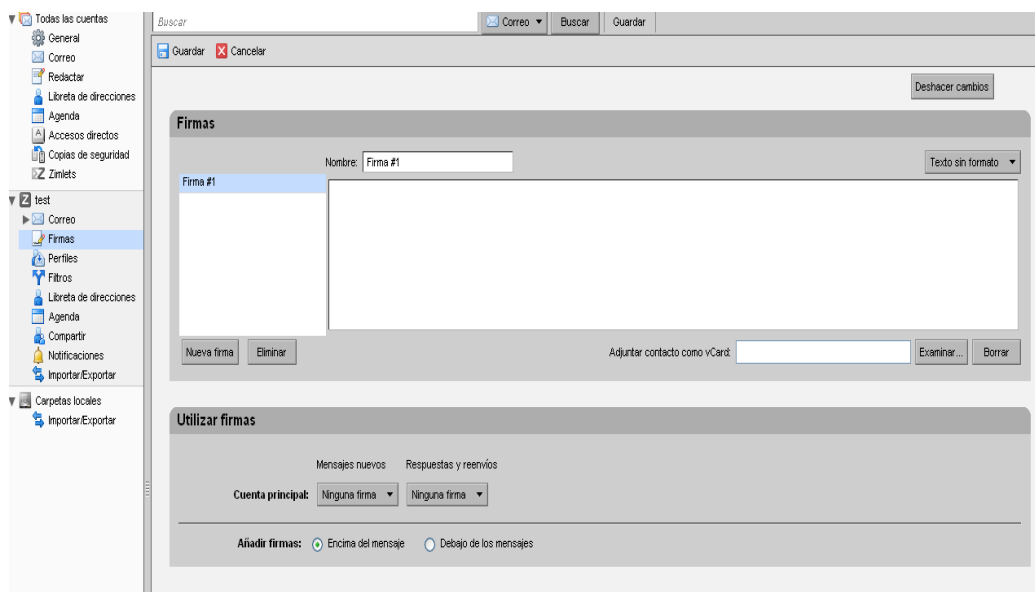 Todas las cuentas
General
Correo
Redactar
Libreta de direcciones
Agenda
A Accesos directos
Copias de seguridad
Z Zimlets
Z test
Correo
Firmas
Perfiles
Filtros
Libreta de direcciones
Agenda
Compartir
Notificaciones
Importar/Exportar
Carpetas locales
Importar/Exportar
Buscar Correo Buscar Guardar
Guardar Cancelar
Deshacer cambios
Firmas
Nombre: Firma #1 Texto sin formato
Firma #1
Nueva firma Eliminar Adjuntar contacto como vCard: Examinar... Borrar
Utilizar firmas
Mensajes nuevos Respuestas y reenvíos
Cuenta principal: Ninguna firma Ninguna firma
Añadir firmas: Encima del mensaje Debajo de los mensajes